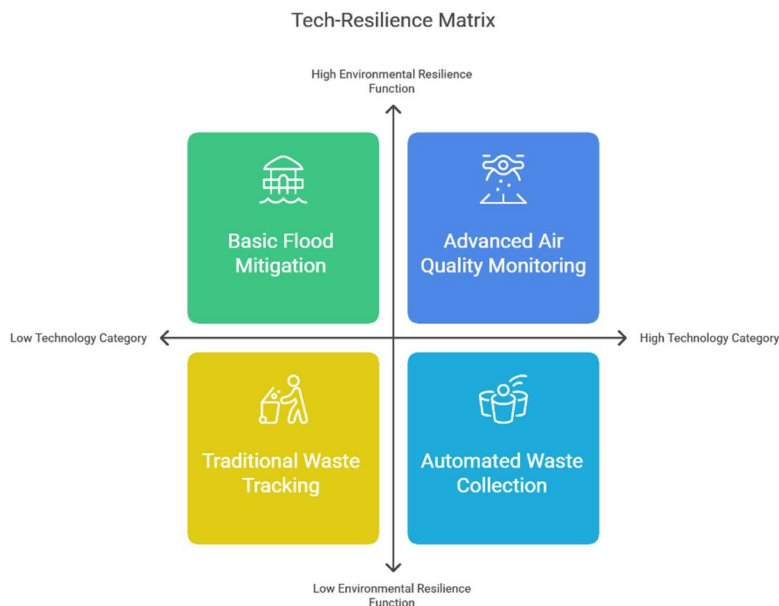 Tech-Resilience Matrix
High Environmental Resilience
Function
Basic Flood
Mitigation
Advanced Air
Quality Monitoring
Low Technology Category
High Technology Category
Traditional Waste
Tracking
Automated Waste
Collection
Low Environmental Resilience
Function